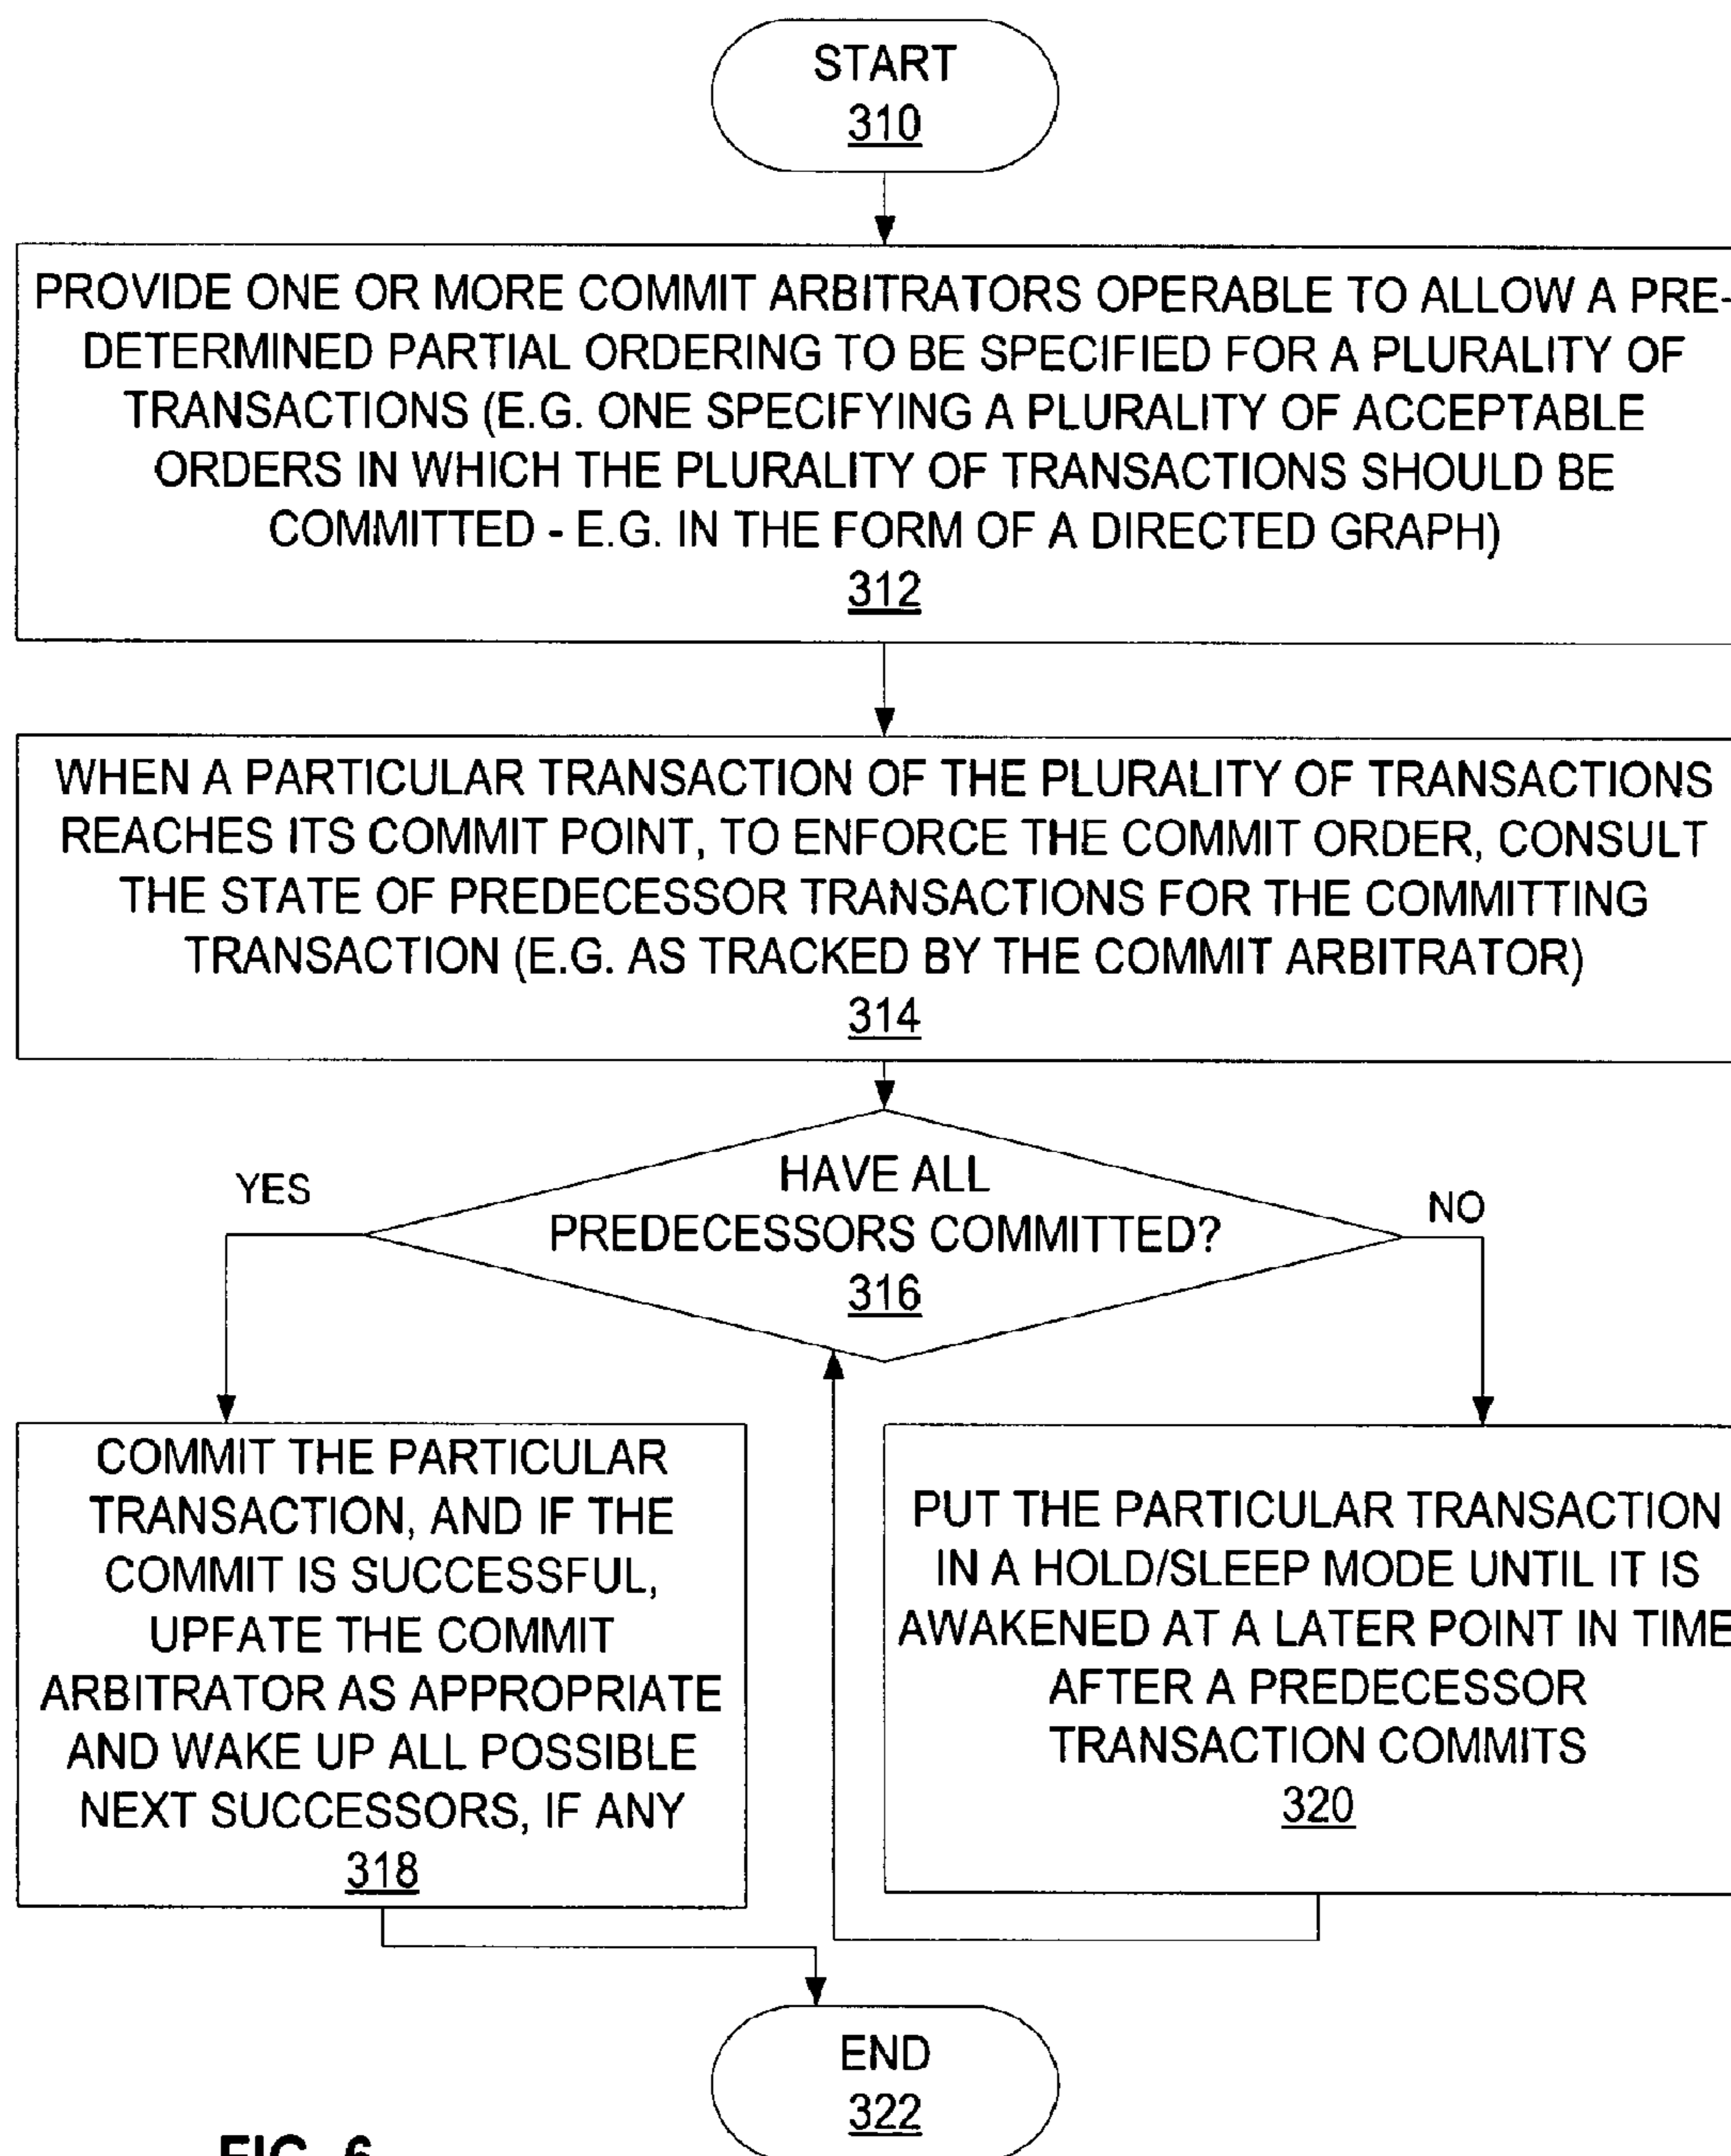 START
310
PROVIDE ONE OR MORE COMMIT ARBITRATORS OPERABLE TO ALLOW A PRE-
DETERMINED PARTIAL ORDERING TO BE SPECIFIED FOR A PLURALITY OF
TRANSACTIONS (E.G. ONE SPECIFYING A PLURALITY OF ACCEPTABLE
ORDERS IN WHICH THE PLURALITY OF TRANSACTIONS SHOULD BE
COMMITTED - E.G. IN THE FORM OF A DIRECTED GRAPH)
312
WHEN A PARTICULAR TRANSACTION OF THE PLURALITY OF TRANSACTIONS
REACHES ITS COMMIT POINT, TO ENFORCE THE COMMIT ORDER, CONSULT
THE STATE OF PREDECESSOR TRANSACTIONS FOR THE COMMITTING
TRANSACTION (E.G. AS TRACKED BY THE COMMIT ARBITRATOR)
314
HAVE ALL
PREDECESSORS COMMITTED?
316
YES
NO
COMMIT THE PARTICULAR
TRANSACTION, AND IF THE
COMMIT IS SUCCESSFUL,
UPFATE THE COMMIT
ARBITRATOR AS APPROPRIATE
AND WAKE UP ALL POSSIBLE
NEXT SUCCESSORS, IF ANY
318
PUT THE PARTICULAR TRANSACTION
IN A HOLD/SLEEP MODE UNTIL IT IS
AWAKENED AT A LATER POINT IN TIME
AFTER A PREDECESSOR
TRANSACTION COMMITS
320
END
322
FIG. 6